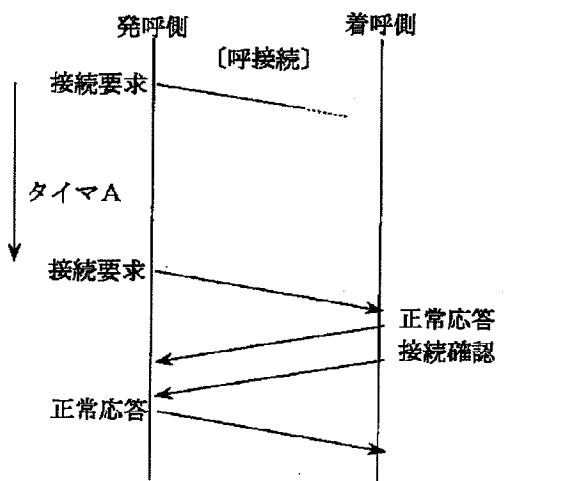 発呼側
着呼側
〔呼接続〕
接続要求
タイマA
接続要求
正常応答
接続確認
正常応答